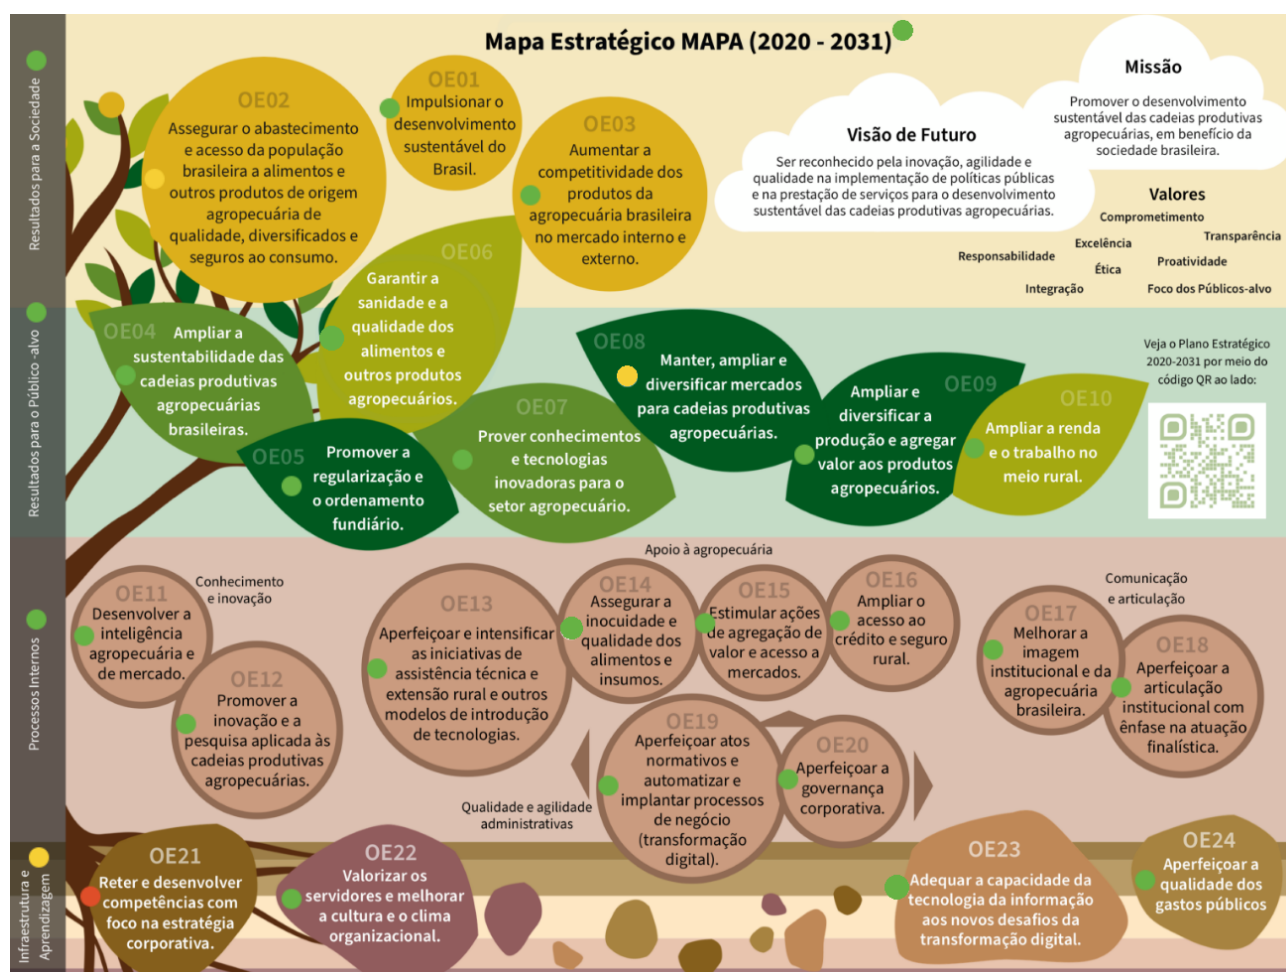 Mapa Estratégico MAPA (2020 - 2031)
Resultados para a Sociedade
OE02
Assegurar o abastecimento
e acesso da população
brasileira a alimentos e
outros produtos de origem
agropecuária de
qualidade, diversificados e
seguros ao consumo.
OE01
Impulsionar o
desenvolvimento
sustentável do
Brasil.
OE03
Aumentar a
competitividade dos
produtos da
agropecuária brasileira
no mercado interno e
externo.
Visão de Futuro
Ser reconhecido pela inovação, agilidade e
qualidade na implementação de políticas públicas
e na prestação de serviços para o desenvolvimento
sustentável das cadeias produtivas agropecuárias.
Missão
Promover o desenvolvimento
sustentável das cadeias produtivas
agropecuárias, em benefício da
sociedade brasileira.
Valores
Comprometimento
Transparência
Excelência
Responsabilidade
Proatividade
Ética
Integração
Foco dos Públicos-alvo
Resultados para o Público -alvo
OE04
Ampliar a
sustentabilidade das
cadeias produtivas
agropecuárias
brasileiras.
OE06
Garantir a
sanidade e a
qualidade dos
alimentos e
outros produtos
agropecuários.
OE05
Promover a
regularização e
o ordenamento
fundiário.
OE07
Prover conhecimentos
e tecnologias
inovadoras para o
setor agropecuário.
OE08
Manter, ampliar e
diversificar mercados
para cadeias produtivas
agropecuárias.
OE09
Ampliar e
diversificar a
produção e agregar
valor aos produtos
agropecuários.
OE10
Ampliar a renda
e o trabalho no
meio rural.
Veja o Plano Estratégico
2020-2031 por meio do
código QR ao lado:
Processos Internos
Conhecimento
e inovação
OE11
Desenvolver a
inteligência
agropecuária e
de mercado.
OE12
Promover a
inovação e a
pesquisa aplicada às
cadeias produtivas
agropecuárias.
Apoio à agropecuária
OE13
Aperfeiçoar e intensificar
as iniciativas de
assistência técnica e
extensão rural e outros
modelos de introdução
de tecnologias.
OE14
Assegurar a
inocuidade e
qualidade dos
alimentos e
insumos.
OE15
Estimular ações
de agregação de
valor e acesso a
mercados.
OE16
Ampliar o
acesso ao
crédito e seguro
rural.
Comunicação
e articulação
OE17
Melhorar a
imagem
institucional e da
agropecuária
brasileira.
OE18
Aperfeiçoar a
articulação
institucional com
ênfase na atuação
finalística.
Qualidade e agilidade
administrativas
OE19
Aperfeiçoar atos
normativos e
automatizar e
implantar processos
de negócio
(transformação
digital).
OE20
Aperfeiçoar a
governança
corporativa.
Infraestrutura e
Aprendizagem
OE21
Reter e desenvolver
competências com
foco na estratégia
corporativa.
OE22
Valorizar os
servidores e melhorar
a cultura e o clima
organizacional.
OE23
Adequar a capacidade da
tecnologia da informação
aos novos desafios da
transformação digital.
OE24
Aperfeiçoar a
qualidade dos
gastos públicos